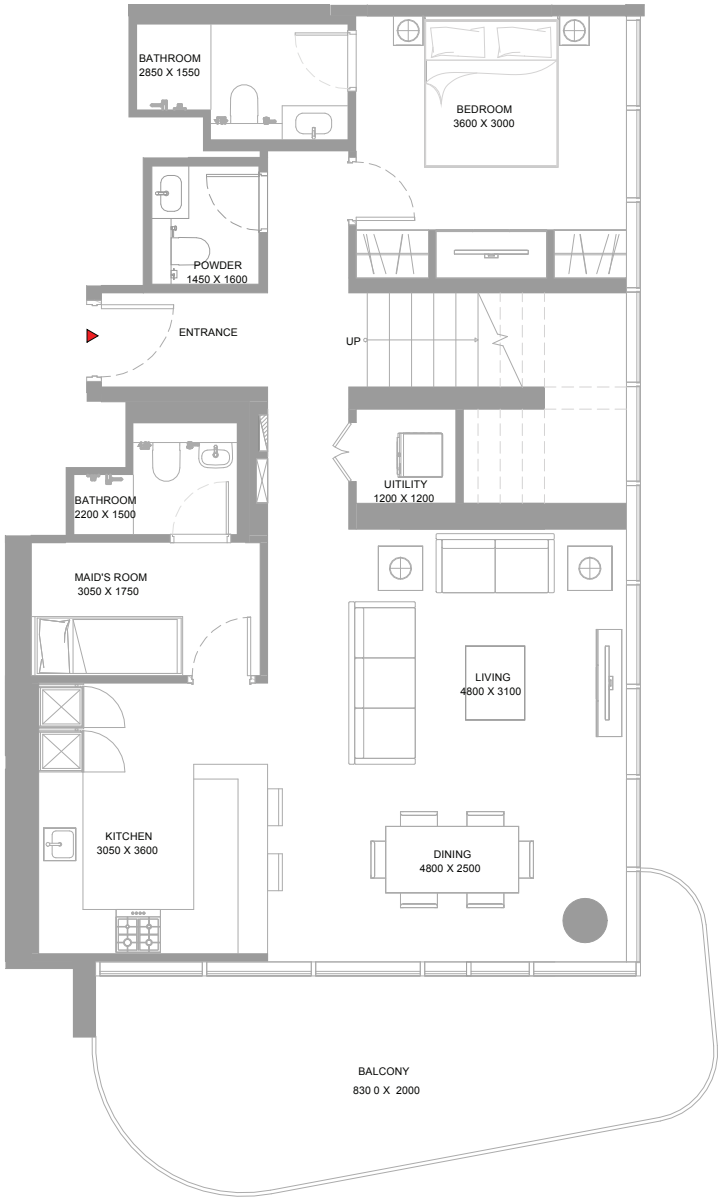 BATHROOM
2850 X 1550
BEDROOM
3600 X 3000
POWDER
1450 X 1600
ENTRANCE
UP
UITILITY
1200 X 1200
BATHROOM
2200 X 1500
MAID'S ROOM
3050 X 1750
LIVING
4800 X 3100
KITCHEN
3050 X 3600
DINING
4800 X 2500
BALCONY
830 0 X 2000